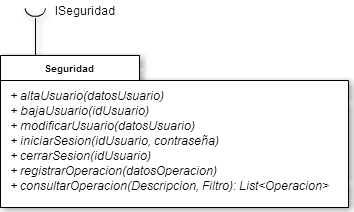 ISeguridad
Seguridad
+ altaUsuario(datosUsuario)
+ bajaUsuario(idUsuario)
+ modificarUsuario(datosUsuario)
+ iniciarSesion(idUsuario, contraseña)
+ cerrarSesion(idUsuario)
+ registrarOperacion(datosOperacion)
+ consultarOperacion(Descripcion, Filtro): List<Operacion>